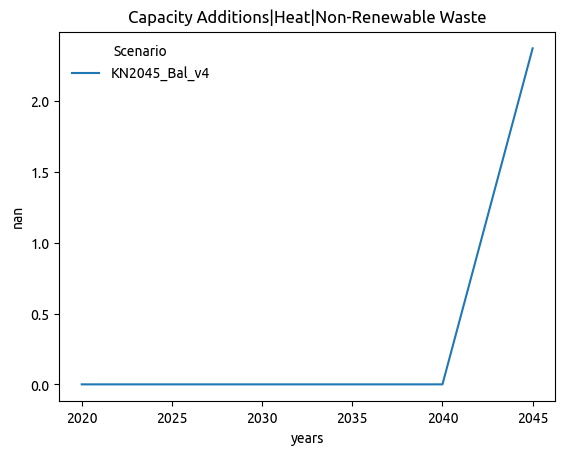 Capacity Additions|Heat|Non-Renewable Waste
Scenario
KN2045_Bal_v4
2.0
1.5
1.0
0.5
0.0
nan
2020 2025 2030 2035 2040 2045
years